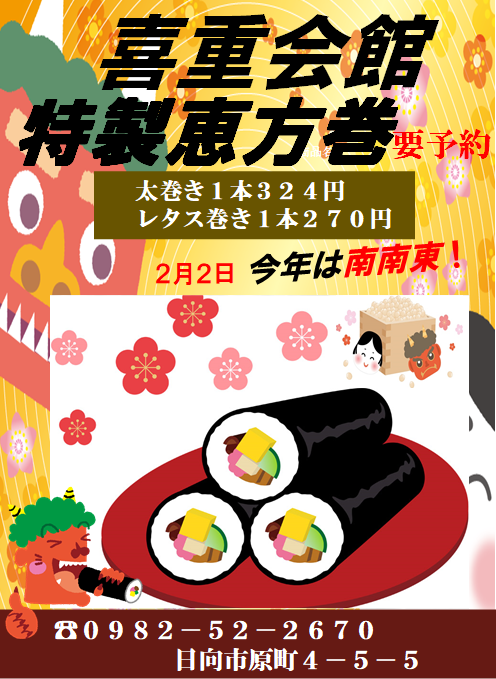 喜重会館
特製恵方巻要予約
太巻き１本３２４円
レタス巻き１本２７０円
2月2日 今年は南南東！
☎０９８２－５２－２６７０
日向市原町４－５－５